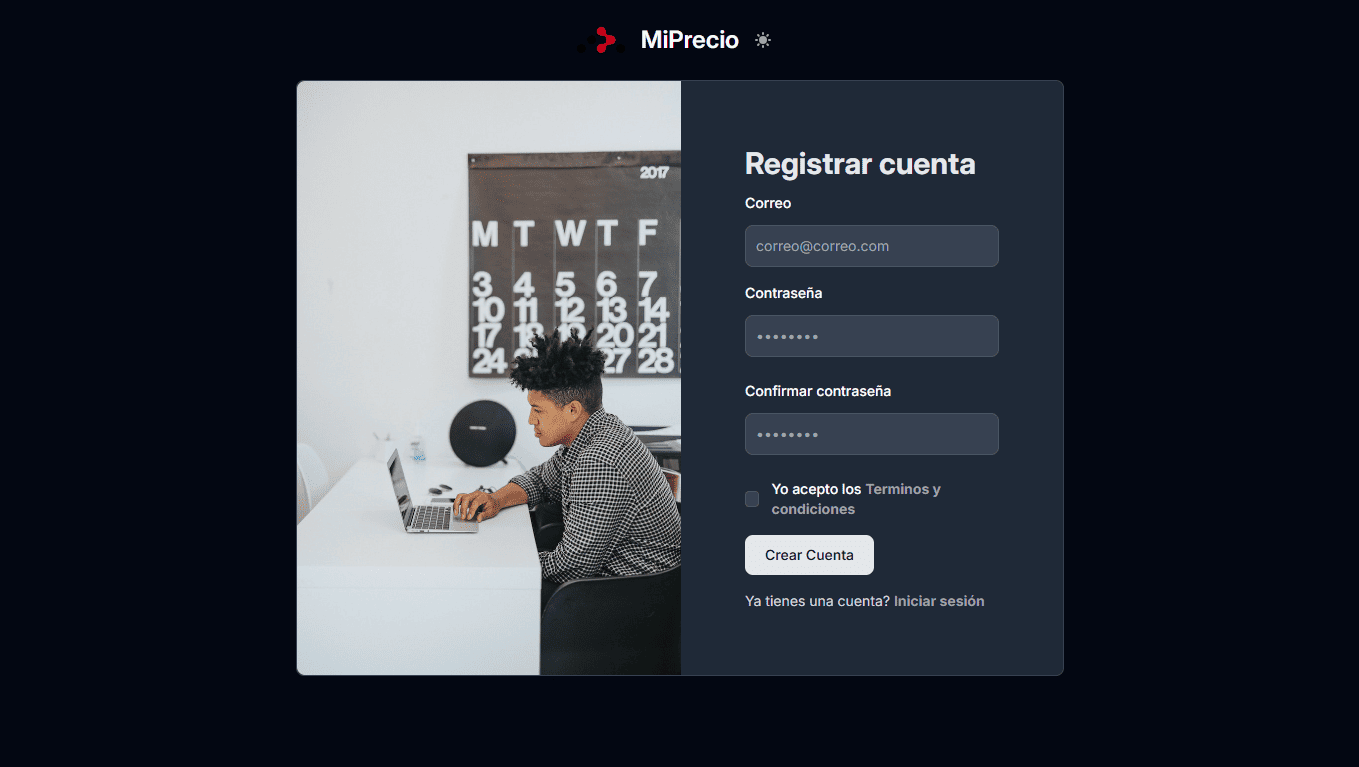 MiPrecio
2017
M T W T F
3 4 5 6 7
10 11 12 13 14
17 18 19 20 21
24 27 28
Registrar cuenta
Correo
correo@correo.com
Contraseña
••••••••
Confirmar contraseña
••••••••
Yo acepto los Terminos y
condiciones
Crear Cuenta
Ya tienes una cuenta? Iniciar sesión